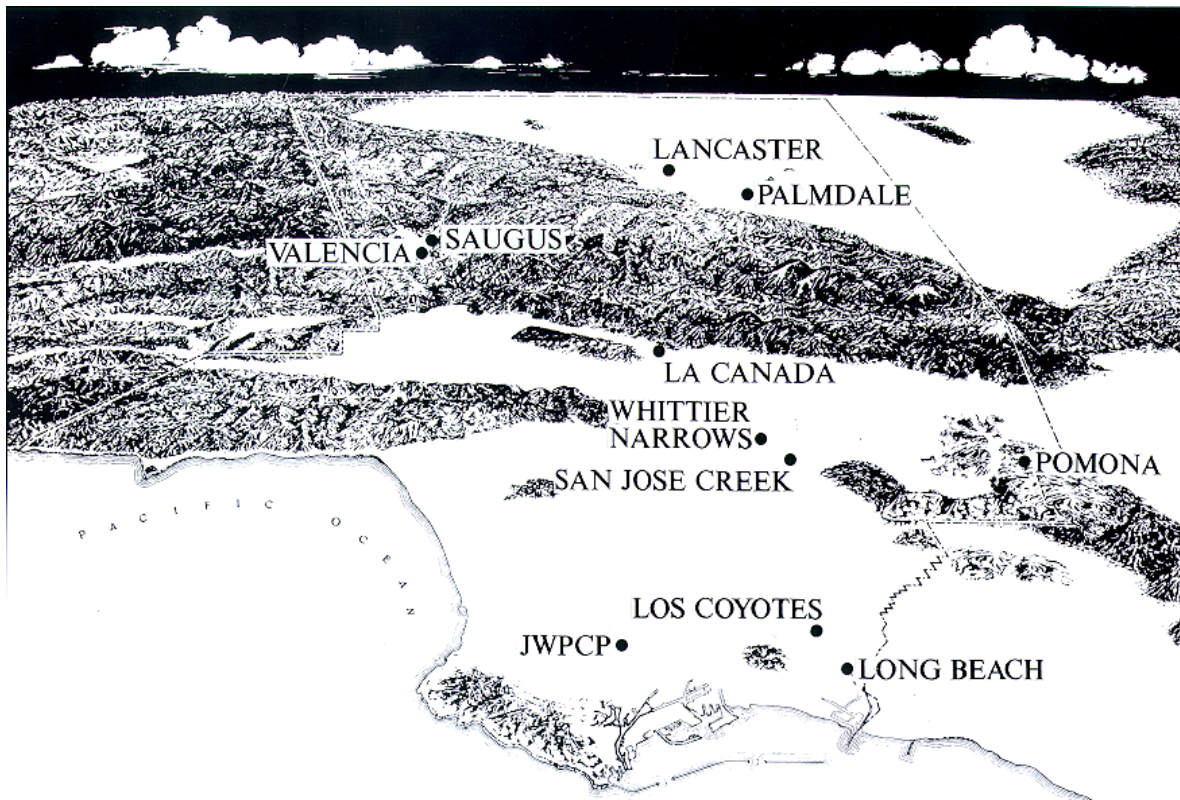 LANCASTER
PALMDALE
SAUGUS
VALENCIA
LA CANADA
WHITTIER
NARROWS
SAN JOSE CREEK
POMONA
PACIFIC OCEAN
LOS COYOTES
JWPCP
LONG BEACH